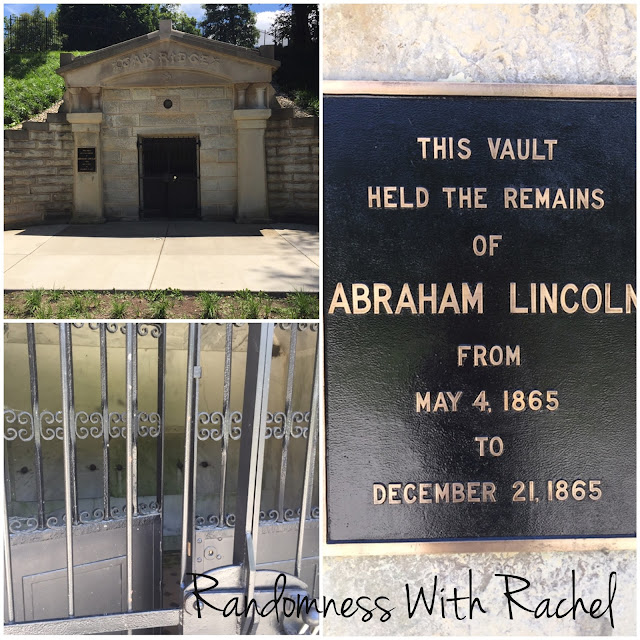 OAK RIDGE
THIS VAULT
HELD THE REMAINS
OF
ABRAHAM LINCOLN
FROM
MAY 4, 1865
TO
DECEMBER 21, 1865
Randomness With Rachel